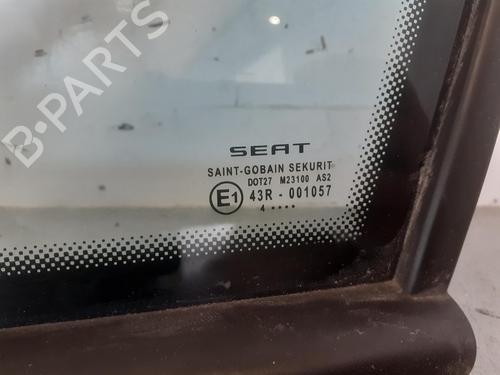 B-PARTS
SEAT
SAINT-GOBAIN SEKURIT
DOT27 M23100 AS2
E1 43R - 001057
4 ••••